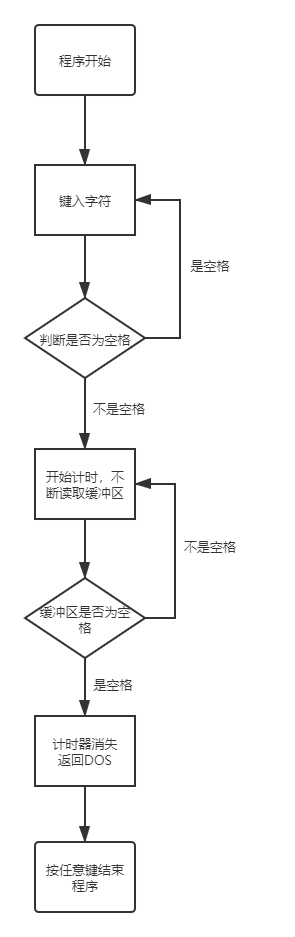 程序开始
键入字符
是空格
判断是否为空格
不是空格
开始计时，不
断读取缓冲区
不是空格
缓冲区是否为空
格
是空格
计时器消失
返回DOS
按任意键结束
程序